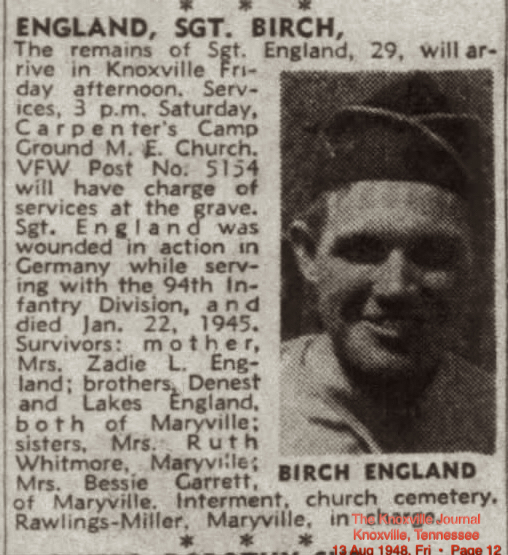 * * *
ENGLAND, SGT. BIRCH,
The remains of Sgt. England, 29, will ar-
rive in Knoxville Fri-
day afternoon. Serv-
ices, 3 p.m. Saturday,
Carpenter's Camp
Ground M. E. Church.
VFW Post No. 5154
will have charge of
services at the grave.
Sgt. England was
wounded in action in
Germany while serv-
ing with the 94th In-
fantry Division, and
died Jan. 22, 1945.
Survivors: mother,
Mrs. Zadie L. Eng-
land; brothers, Denest
and Lakes England,
both of Maryville;
sisters, Mrs. Ruth
Whitmore, Maryville;
Mrs. Bessie Garrett,
of Maryville. Interment, church cemetery.
Rawlings-Miller, Maryville, in charge.
* * *
BIRCH ENGLAND
The Knoxville Journal
Knoxville, Tennessee
13 Aug 1948, Fri • Page 12